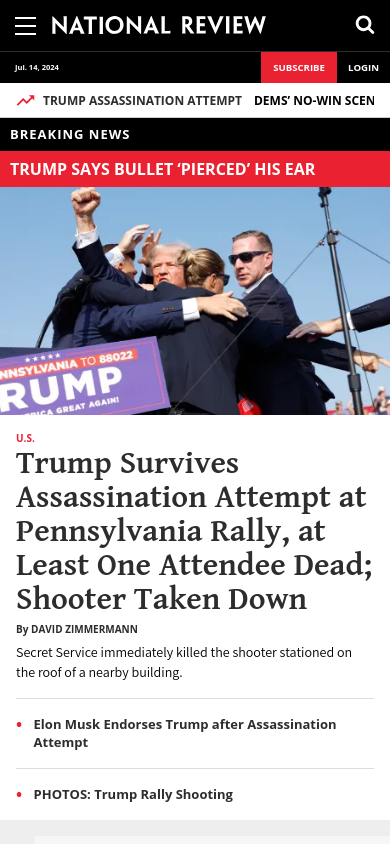 NATIONAL REVIEW
Jul. 14, 2024
SUBSCRIBE
LOGIN
TRUMP ASSASSINATION ATTEMPT DEMS’ NO-WIN SCEN
BREAKING NEWS
TRUMP SAYS BULLET ‘PIERCED’ HIS EAR
NNSYLVANIA TO 88022
RUMP
ICA GREAT AGAIN!
U.S.
Trump Survives
Assassination Attempt at
Pennsylvania Rally, at
Least One Attendee Dead;
Shooter Taken Down
By DAVID ZIMMERMANN
Secret Service immediately killed the shooter stationed on
the roof of a nearby building.
Elon Musk Endorses Trump after Assassination
Attempt
PHOTOS: Trump Rally Shooting